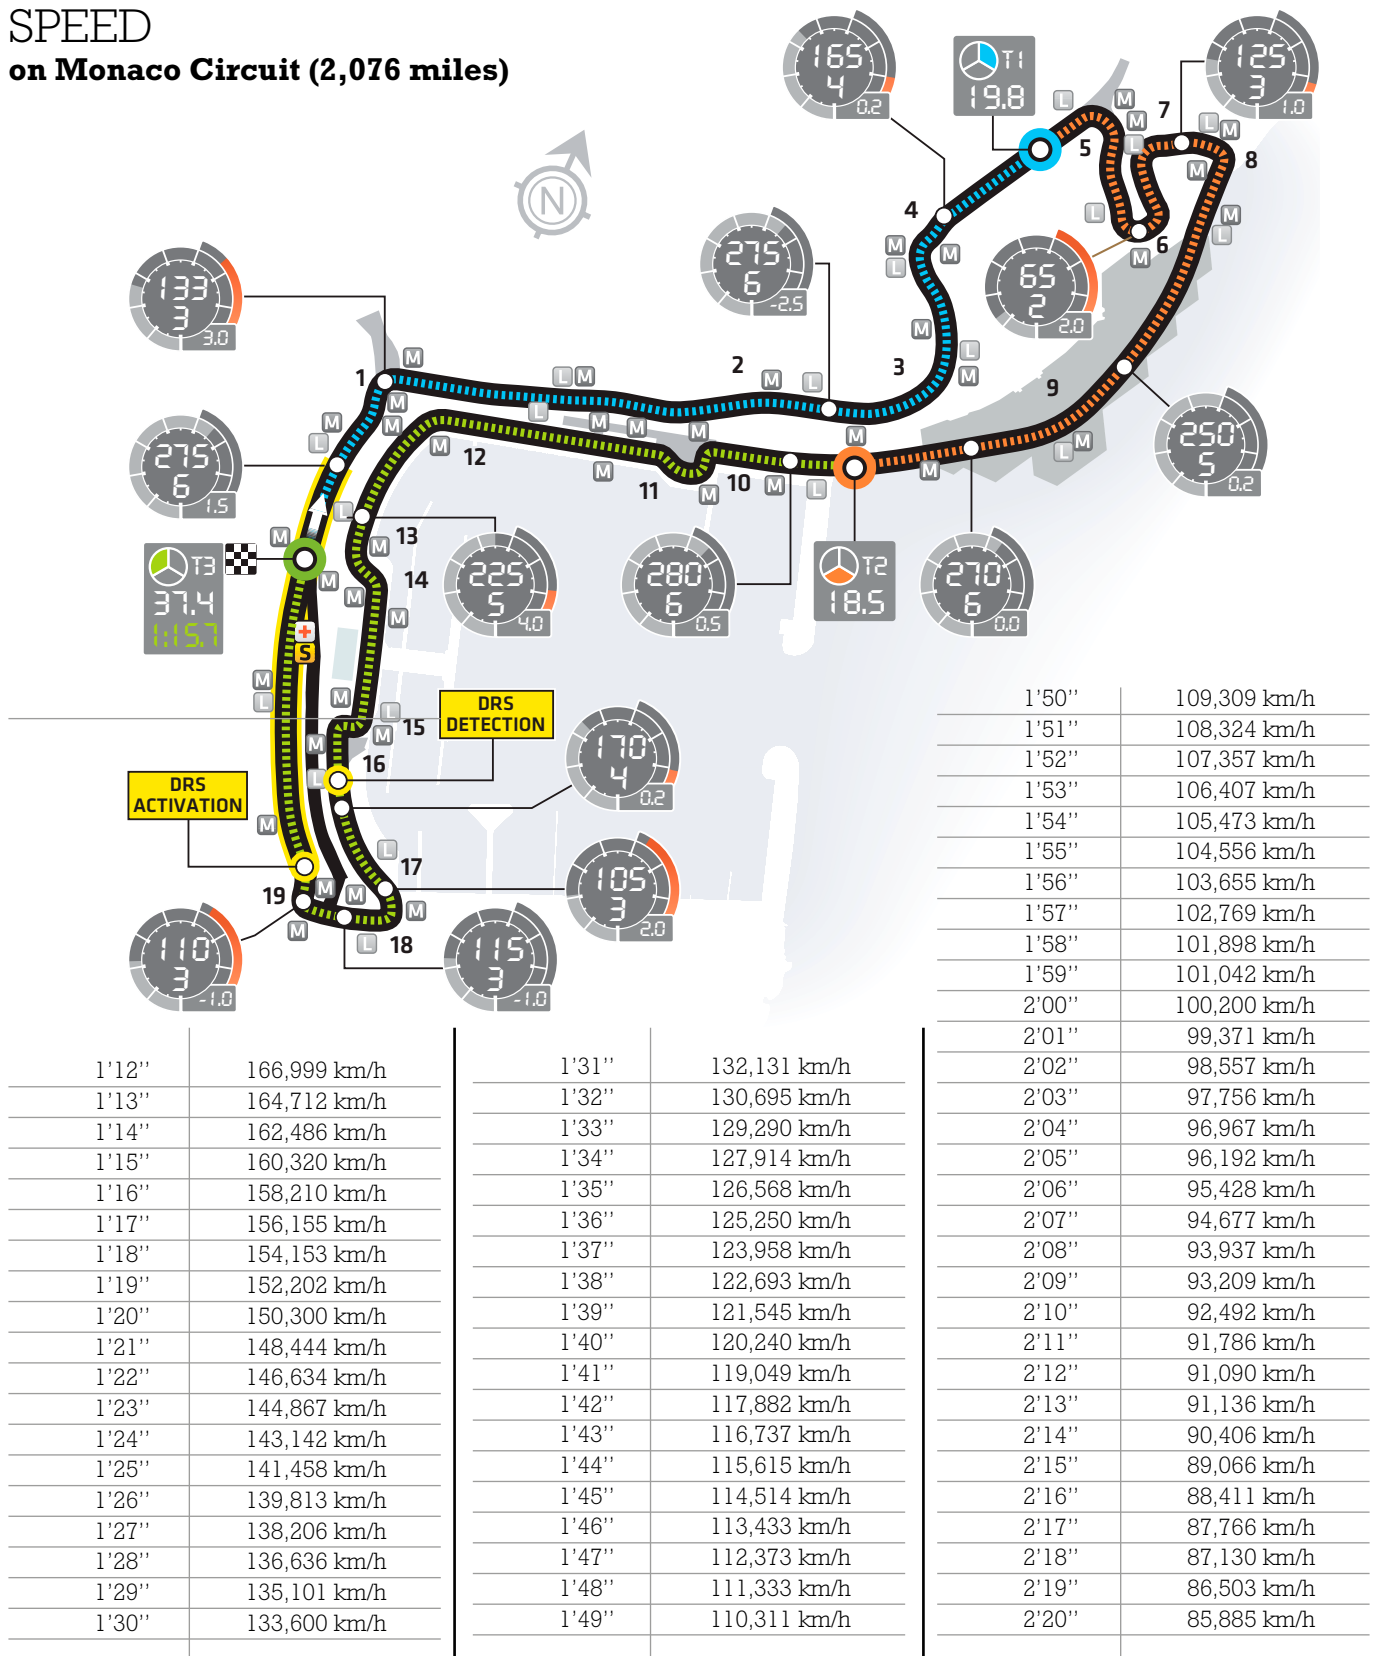 SPEED
on Monaco Circuit (2,076 miles)
165
4
0.2
T1
19.8
125
3
1.0
L
M
M
L
5
7
L
M
8
M
N
4
L
6
M
M
L
M
M
L
275
6
-2.5
65
2
2.0
133
3
3.0
1
M
M
M
L
M
2
M
L
3
M
L
M
9
L
M
M
L
275
6
1.5
L
M
M
M
M
12
M
11
M
10
M
L
M
M
L
M
250
5
0.2
M
T3
37.4
1:15.7
L
13
M
M
14
M
M
225
5
4.0
280
6
0.5
T2
18.5
270
6
0.0
S
M
L
M
L
15
M
M
16
L
DRS
DETECTION
170
4
0.2
DRS
ACTIVATION
M
L
17
105
3
2.0
19
M
M
M
M
L
18
110
3
-1.0
115
3
-1.0
1'12'' 166,999 km/h
1'13'' 164,712 km/h
1'14'' 162,486 km/h
1'15'' 160,320 km/h
1'16'' 158,210 km/h
1'17'' 156,155 km/h
1'18'' 154,153 km/h
1'19'' 152,202 km/h
1'20'' 150,300 km/h
1'21'' 148,444 km/h
1'22'' 146,634 km/h
1'23'' 144,867 km/h
1'24'' 143,142 km/h
1'25'' 141,458 km/h
1'26'' 139,813 km/h
1'27'' 138,206 km/h
1'28'' 136,636 km/h
1'29'' 135,101 km/h
1'30'' 133,600 km/h
1'31'' 132,131 km/h
1'32'' 130,695 km/h
1'33'' 129,290 km/h
1'34'' 127,914 km/h
1'35'' 126,568 km/h
1'36'' 125,250 km/h
1'37'' 123,958 km/h
1'38'' 122,693 km/h
1'39'' 121,545 km/h
1'40'' 120,240 km/h
1'41'' 119,049 km/h
1'42'' 117,882 km/h
1'43'' 116,737 km/h
1'44'' 115,615 km/h
1'45'' 114,514 km/h
1'46'' 113,433 km/h
1'47'' 112,373 km/h
1'48'' 111,333 km/h
1'49'' 110,311 km/h
1'50'' 109,309 km/h
1'51'' 108,324 km/h
1'52'' 107,357 km/h
1'53'' 106,407 km/h
1'54'' 105,473 km/h
1'55'' 104,556 km/h
1'56'' 103,655 km/h
1'57'' 102,769 km/h
1'58'' 101,898 km/h
1'59'' 101,042 km/h
2'00'' 100,200 km/h
2'01'' 99,371 km/h
2'02'' 98,557 km/h
2'03'' 97,756 km/h
2'04'' 96,967 km/h
2'05'' 96,192 km/h
2'06'' 95,428 km/h
2'07'' 94,677 km/h
2'08'' 93,937 km/h
2'09'' 93,209 km/h
2'10'' 92,492 km/h
2'11'' 91,786 km/h
2'12'' 91,090 km/h
2'13'' 91,136 km/h
2'14'' 90,406 km/h
2'15'' 89,066 km/h
2'16'' 88,411 km/h
2'17'' 87,766 km/h
2'18'' 87,130 km/h
2'19'' 86,503 km/h
2'20'' 85,885 km/h